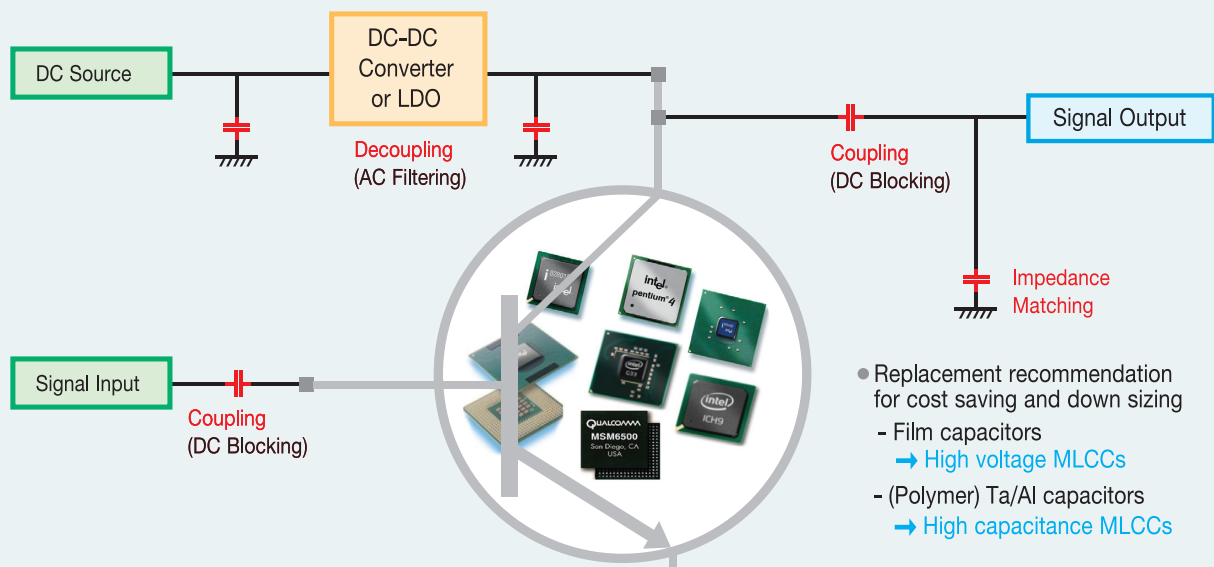 DC Source
DC-DC
Converter
or LDO
Decoupling
(AC Filtering)
Coupling
(DC Blocking)
Signal Output
Impedance
Matching
Signal Input
Coupling
(DC Blocking)
intel
intel
pentium 4
intel
intel
ICH9
QUALCOMM
MSM6500
San Diego, CA
USA
● Replacement recommendation
for cost saving and down sizing
- Film capacitors
→ High voltage MLCCs
- (Polymer) Ta/Al capacitors
→ High capacitance MLCCs